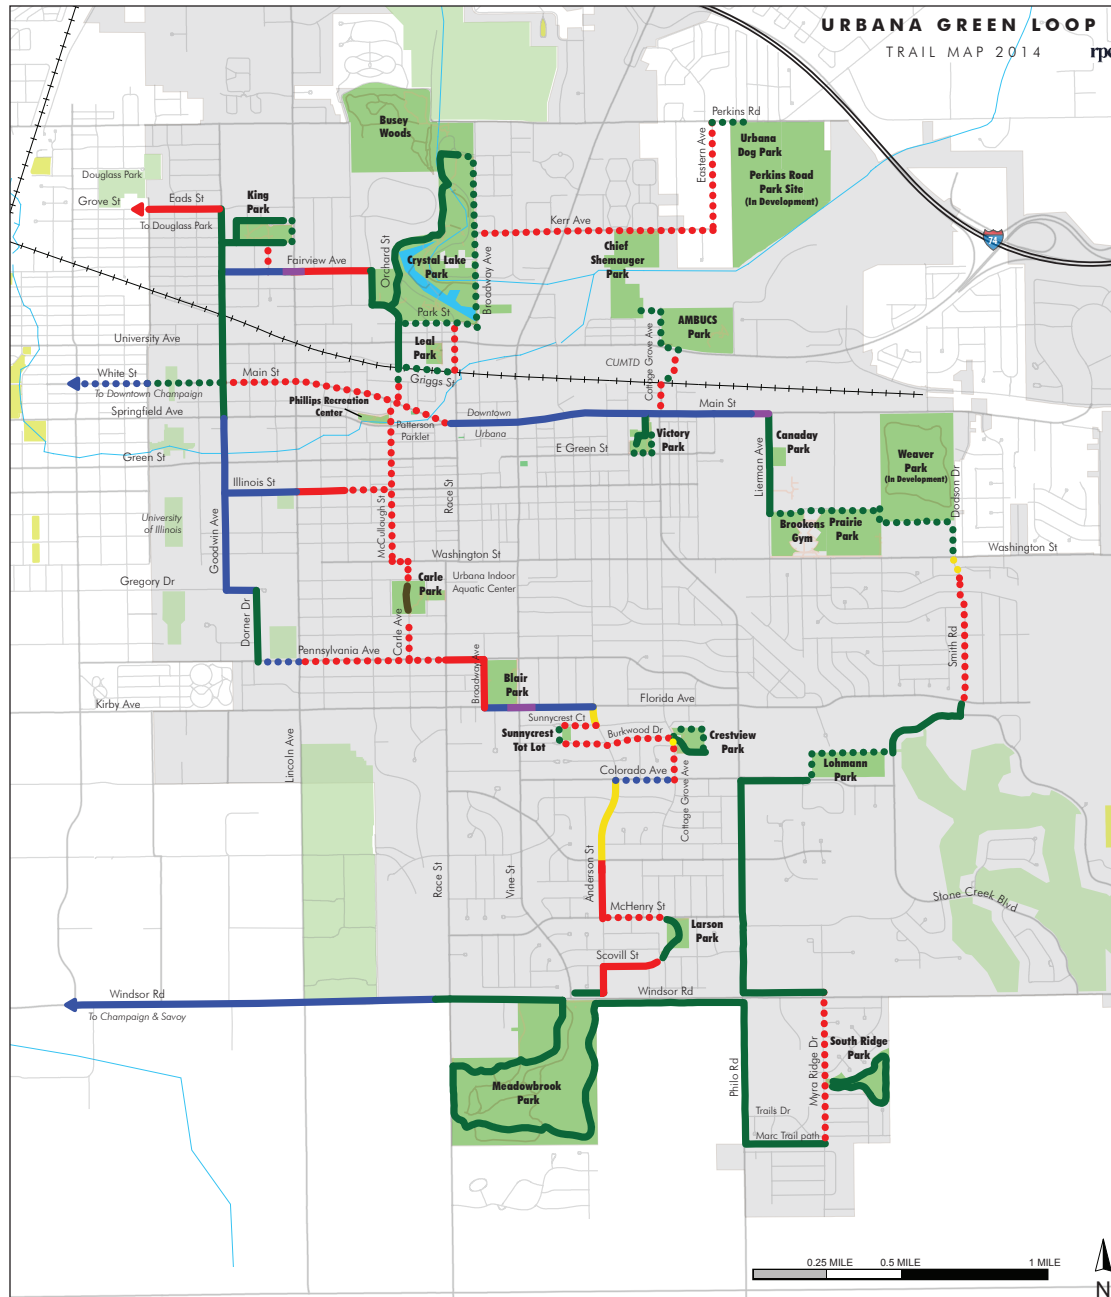 URBANA GREEN LOOP
TRAIL MAP 2014
Perkins Rd
Busey
Woods
Eastern Ave
Urbana
Dog Park
Perkins Road
Park Site
(In Development)
Douglass Park
Grove St
Eads St
To Douglass Park
King
Park
Kerr Ave
74
Chief
Shemauger
Park
Orchard St
Crystal Lake
Park
Broadway Ave
Fairview Ave
Park St
AMBUCS
Park
University Ave
Leal
Park
Cottage Grove Ave
CUMTD
White St
Main St
Griggs St
To Downtown Champaign
Phillips Recreation
Center
Springfield Ave
Downtown
Main St
Patterson
Parklet
Urbana
Victory
Park
Canaday
Park
E Green St
Green St
Weaver
Park
(In Development)
Lierman Ave
Dodson Dr
Illinois St
Race St
University
of Illinois
McCullough St
Goodwin Ave
Brookens
Gym
Prairie
Park
Washington St
Washington St
Gregory Dr
Carle
Park
Urbana Indoor
Aquatic Center
Dorner Dr
Carle Ave
Smith Rd
Pennsylvania Ave
Broadway Ave
Blair
Park
Florida Ave
Kirby Ave
Sunnycrest Ct
Sunnycrest
Tot Lot
Burkwood Dr
Crestview
Park
Lincoln Ave
Colorado Ave
Cottage Grove Ave
Lohmann
Park
Race St
Vine St
Anderson St
Stone Creek Blvd
McHenry St
Larson
Park
Scovill St
Windsor Rd
Windsor Rd
To Champaign & Savoy
South Ridge
Park
Myra Ridge Dr
Philo Rd
Meadowbrook
Park
Trails Dr
Marc Trail path
0.25 MILE
0.5 MILE
1 MILE
N